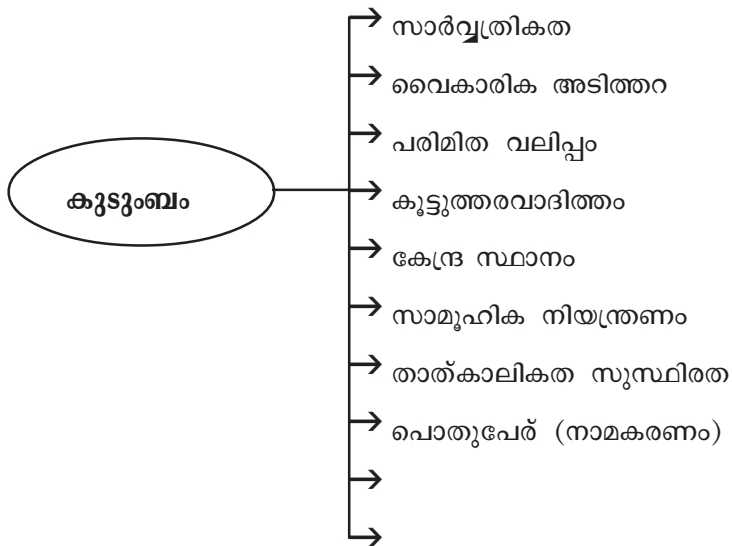 സാർവ്വത്രികത
വൈകാരിക അടിത്തറ
പരിമിത വലിപ്പം
കുടുംബം
കൂട്ടുത്തരവാദിത്തം
കേന്ദ്ര സ്ഥാനം
സാമൂഹിക നിയന്ത്രണം
താത്കാലികത സുസ്ഥിരത
പൊതുപേര് (നാമകരണം)